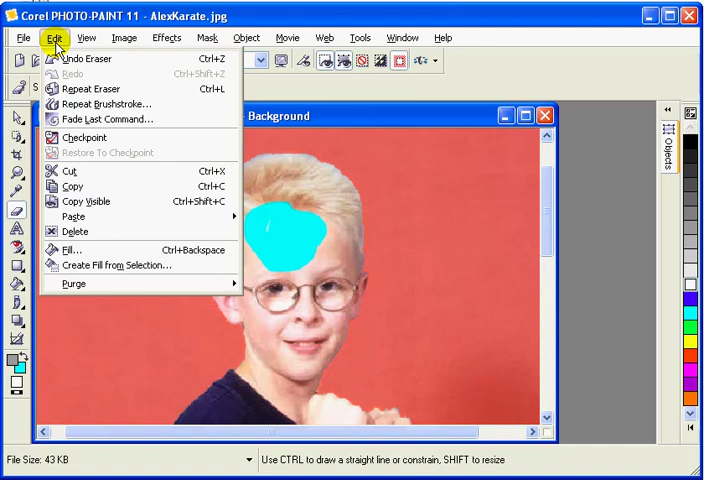 Corel PHOTO-PAINT 11 - AlexKarate.jpg
File Edit View Image Effects Mask Object Movie Web Tools Window Help
Undo Eraser Ctrl+Z
Redo Ctrl+Shift+Z
Repeat Eraser Ctrl+L
Repeat Brushstroke...
Fade Last Command...
Checkpoint
Restore To Checkpoint
Cut Ctrl+X
Copy Ctrl+C
Copy Visible Ctrl+Shift+C
Paste
Delete
Fill... Ctrl+Backspace
Create Fill from Selection...
Purge
S
Background
Objects
File Size: 43 KB
Use CTRL to draw a straight line or constrain, SHIFT to resize